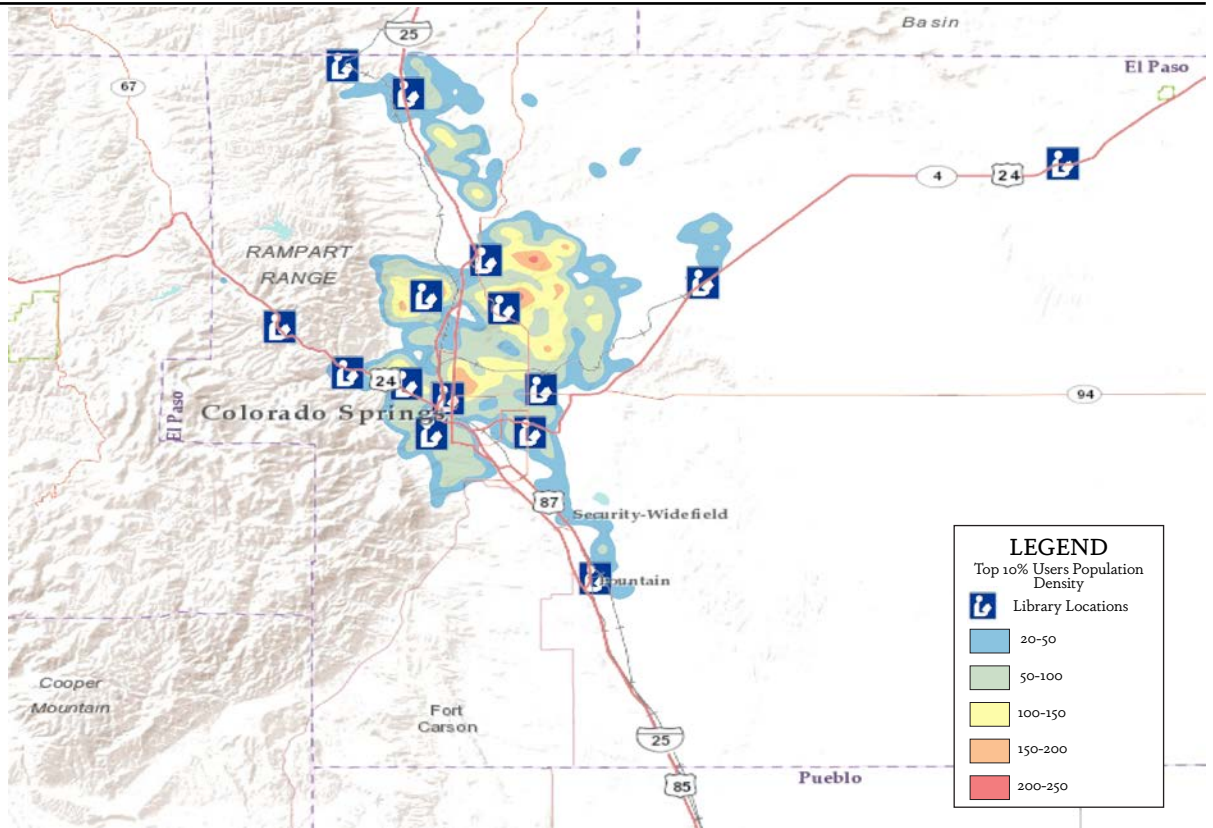 Basin
25
El Paso
67
4
24
RAMPART
RANGE
24
94
Colorado Springs
El Paso
87
Security-Widefield
Fountain
LEGEND
Top 10% Users Population
Density
Library Locations
20-50
50-100
100-150
150-200
200-250
Cooper
Mountain
Fort
Carson
25
Pueblo
85